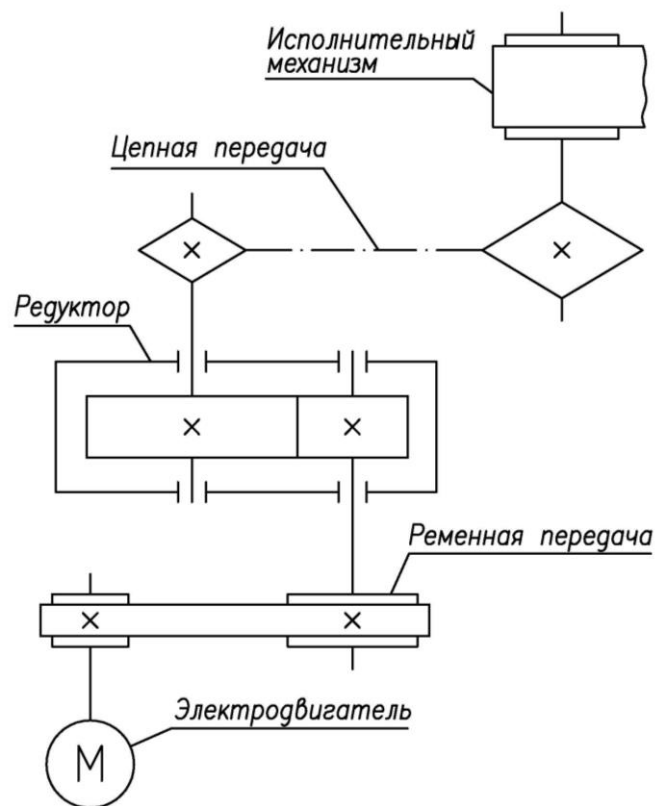 Исполнительный
механизм
Цепная передача
Редуктор
Ременная передача
Электродвигатель
М